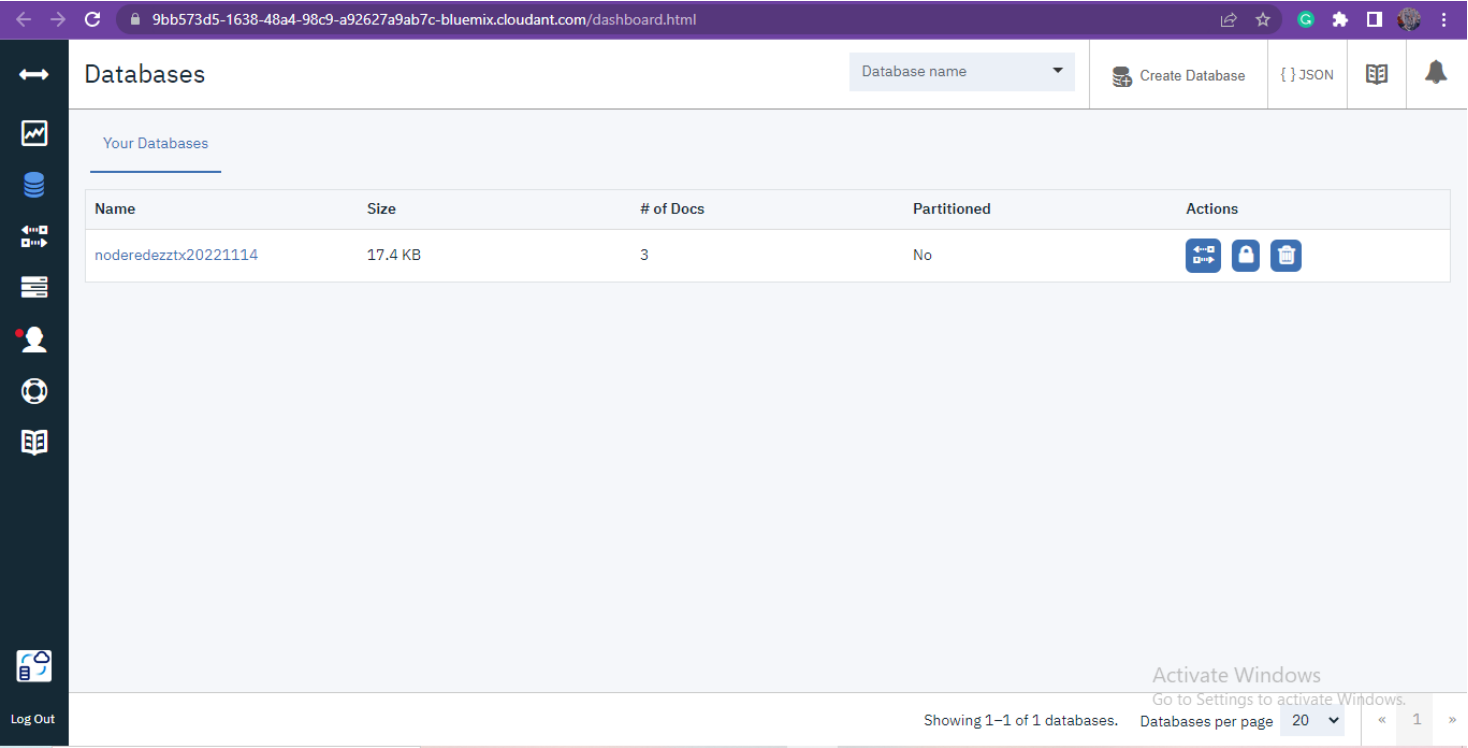 9bb573d5-1638-48a4-98c9-a92627a9ab7c-bluemix.cloudant.com/dashboard.html
Databases
Database name
Create Database
{ } JSON
Your Databases
Name Size # of Docs Partitioned Actions
noderedezztx20221114 17.4 KB 3 No
Activate Windows
Go to Settings to activate Windows.
Log Out
Showing 1–1 of 1 databases. Databases per page 20 « 1 »